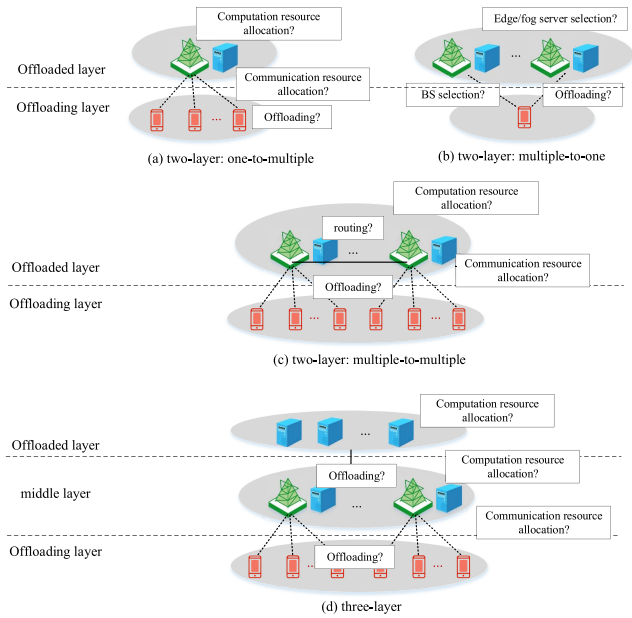 Computation resource
allocation?
Edge/fog server selection?
...
Offloaded layer
Communication resource
allocation?
BS selection?
Offloading?
Offloading layer
Offloading?
...
(a) two-layer: one-to-multiple
(b) two-layer: multiple-to-one
Computation resource
allocation?
routing?
...
Offloaded layer
Communication resource
allocation?
Offloading?
Offloading layer
...
...
(c) two-layer: multiple-to-multiple
Computation resource
allocation?
...
Offloaded layer
Computation resource
allocation?
Offloading?
middle layer
...
Communication resource
allocation?
Offloading layer
Offloading?
...
...
(d) three-layer